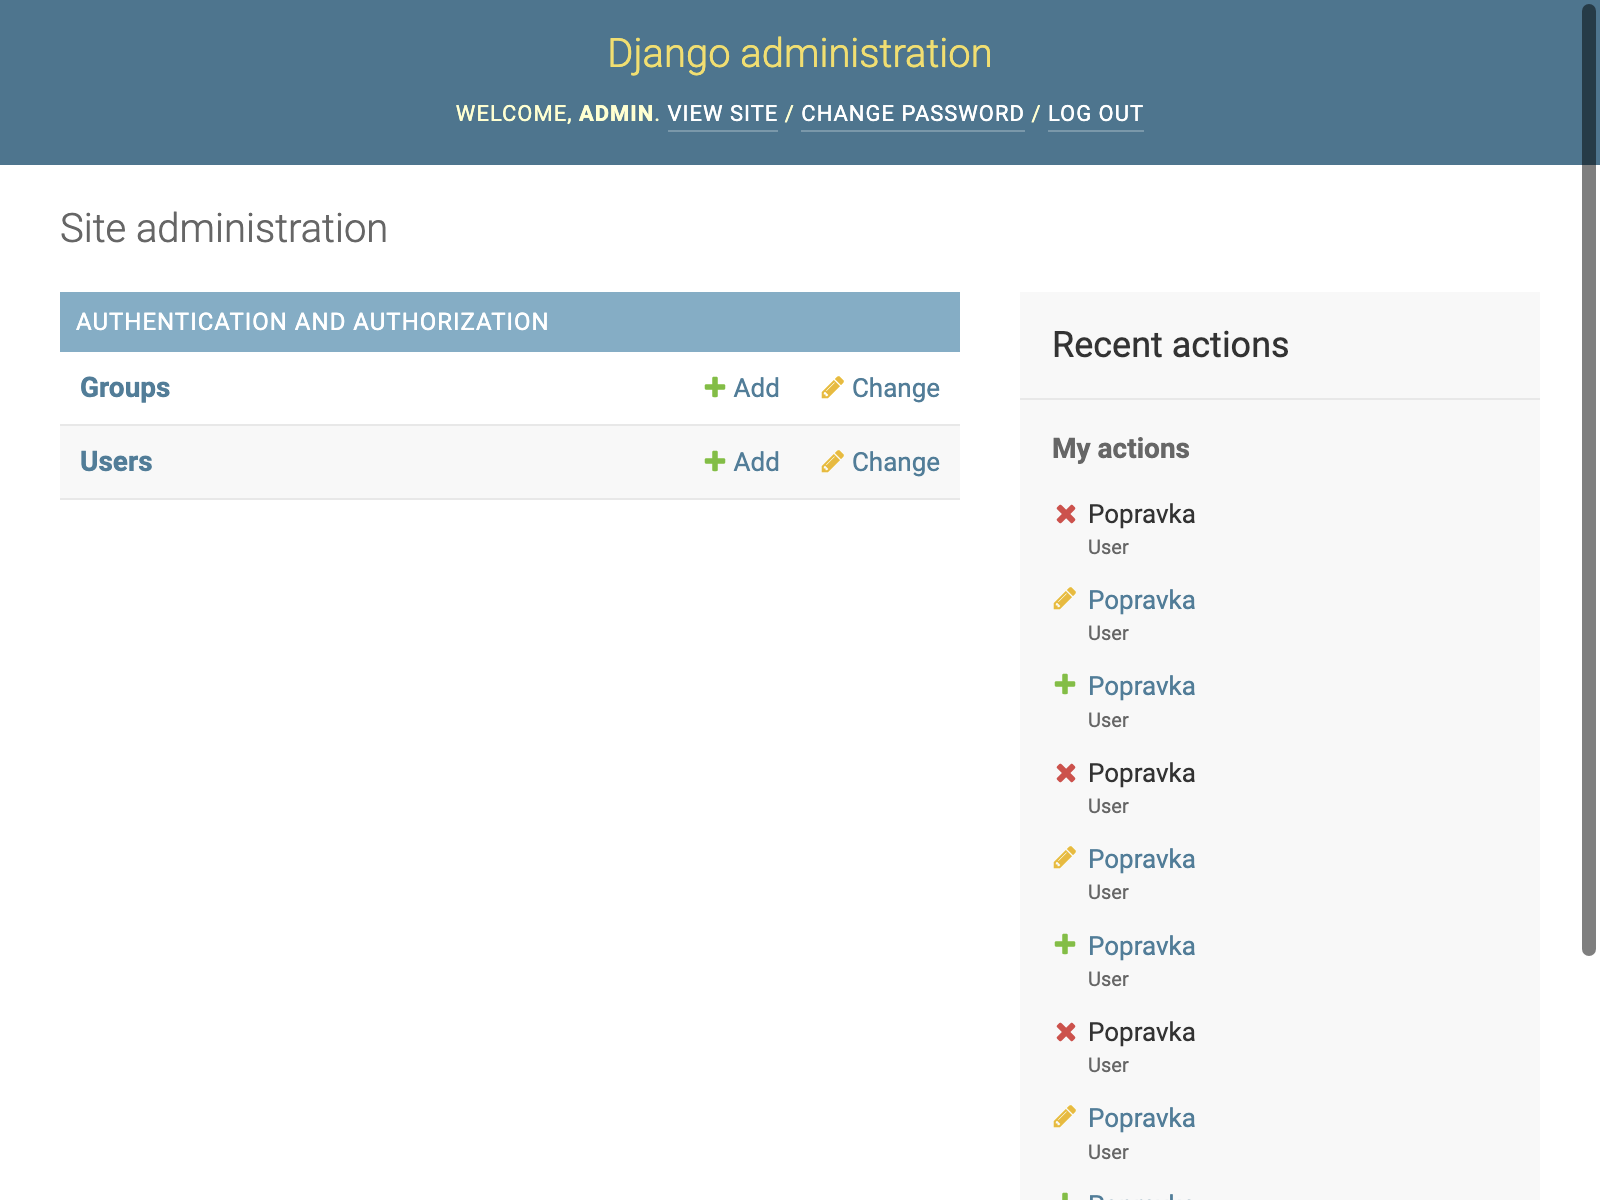 Django administration
WELCOME, ADMIN. VIEW SITE / CHANGE PASSWORD / LOG OUT
Site administration
AUTHENTICATION AND AUTHORIZATION
Groups Add Change
Users Add Change
Recent actions
My actions
Popravka
User
Popravka
User
Popravka
User
Popravka
User
Popravka
User
Popravka
User
Popravka
User
Popravka
User